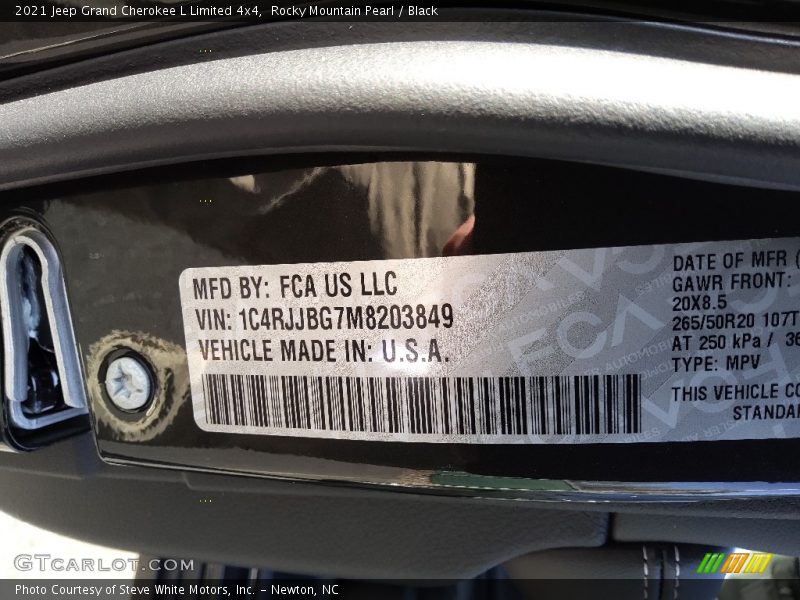 2021 Jeep Grand Cherokee L Limited 4x4,  Rocky Mountain Pearl / Black
MFD BY: FCA US LLC
VIN: 1C4RJJBG7M8203849
VEHICLE MADE IN: U.S.A.
DATE OF MFR (
GAWR FRONT:
20X8.5
265/50R20 107T
AT 250 kPa / 36
TYPE: MPV
THIS VEHICLE CO
STANDAR
GTCARLOT.COM
Photo Courtesy of Steve White Motors, Inc. – Newton, NC